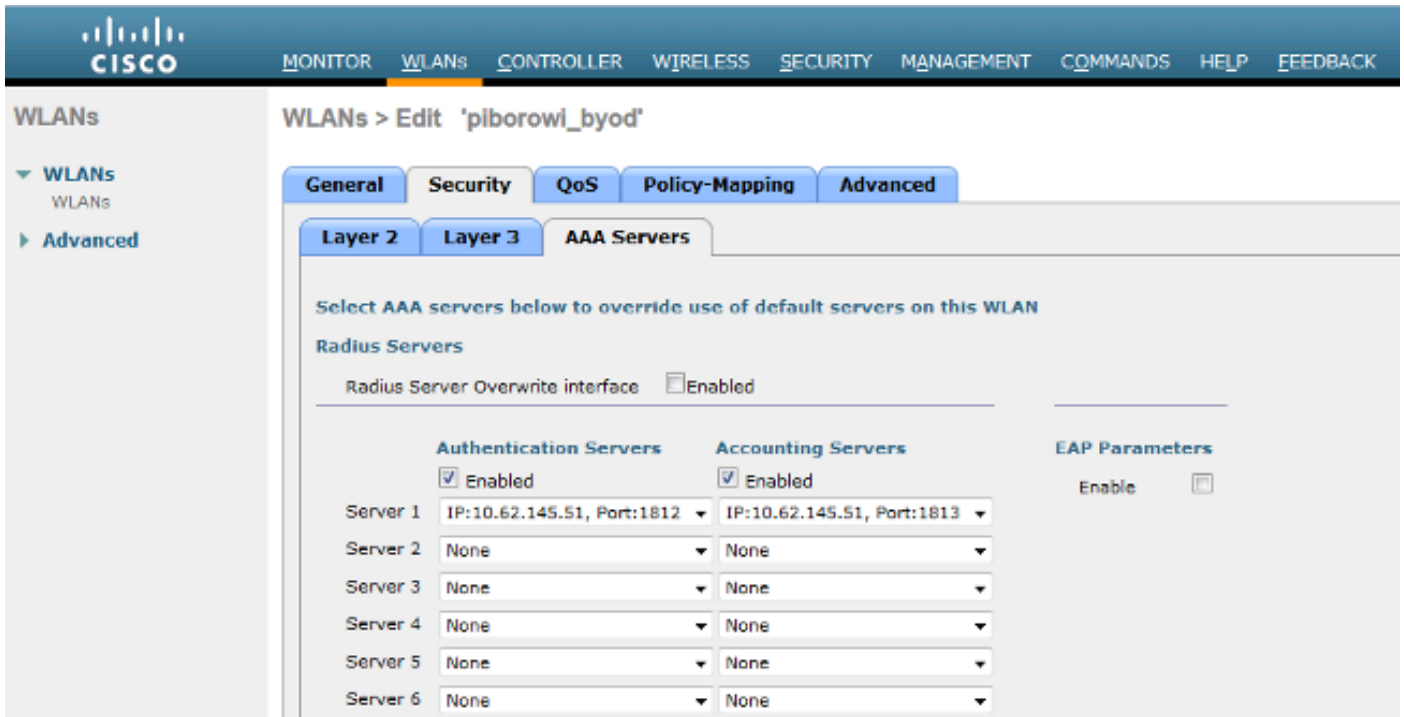 CISCO
MONITOR WLANs CONTROLLER WIRELESS SECURITY MANAGEMENT COMMANDS HELP FEEDBACK
WLANs
WLANs > Edit 'piborowi_byod'
WLANs
WLANs
Advanced
General Security QoS Policy-Mapping Advanced
Layer 2 Layer 3 AAA Servers
Select AAA servers below to override use of default servers on this WLAN
Radius Servers
Radius Server Overwrite interface Enabled
Authentication Servers Accounting Servers EAP Parameters
Enabled Enabled Enable
Server 1 IP:10.62.145.51, Port:1812 IP:10.62.145.51, Port:1813
Server 2 None None
Server 3 None None
Server 4 None None
Server 5 None None
Server 6 None None